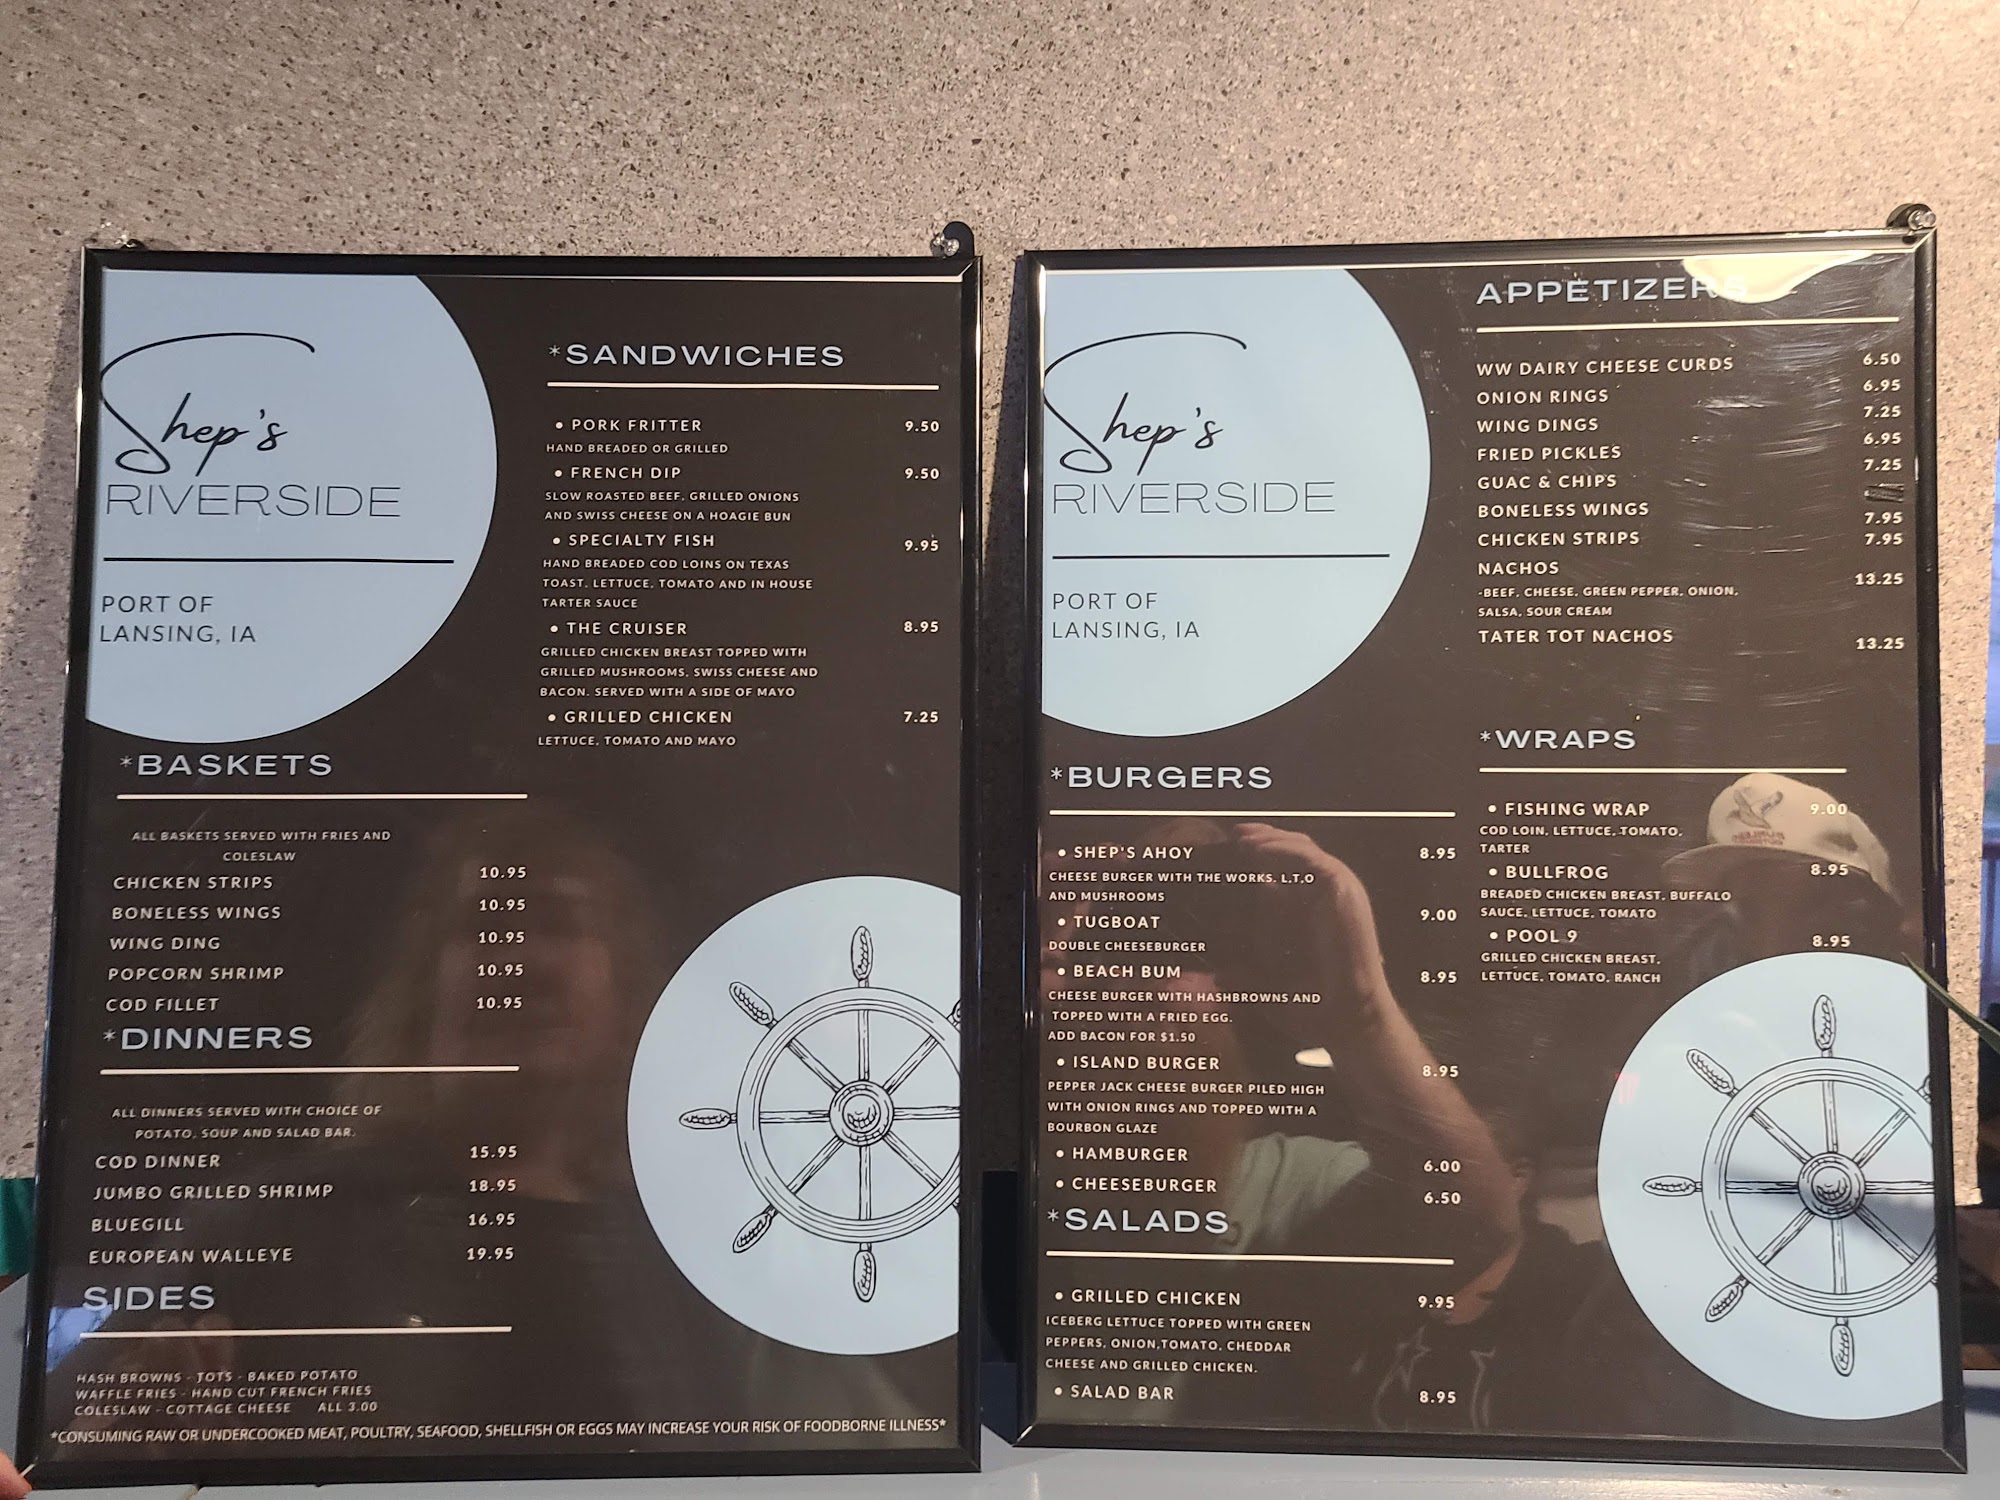 Shep's
RIVERSIDE
PORT OF
LANSING, IA
*SANDWICHES
• PORK FRITTER 9.50
HAND BREADED OR GRILLED
• FRENCH DIP 9.50
SLOW ROASTED BEEF, GRILLED ONIONS
AND SWISS CHEESE ON A HOAGIE BUN
• SPECIALTY FISH 9.95
HAND BREADED COD LOINS ON TEXAS
TOAST, LETTUCE, TOMATO AND IN HOUSE
TARTER SAUCE
• THE CRUISER 8.95
GRILLED CHICKEN BREAST TOPPED WITH
GRILLED MUSHROOMS, SWISS CHEESE AND
BACON. SERVED WITH A SIDE OF MAYO
• GRILLED CHICKEN 7.25
LETTUCE, TOMATO AND MAYO
*BASKETS
ALL BASKETS SERVED WITH FRIES AND
COLESLAW
CHICKEN STRIPS 10.95
BONELESS WINGS 10.95
WING DING 10.95
POPCORN SHRIMP 10.95
COD FILLET 10.95
*DINNERS
ALL DINNERS SERVED WITH CHOICE OF
POTATO, SOUP AND SALAD BAR.
COD DINNER 15.95
JUMBO GRILLED SHRIMP 18.95
BLUEGILL 16.95
EUROPEAN WALLEYE 19.95
SIDES
HASH BROWNS - TOTS - BAKED POTATO
WAFFLE FRIES - HAND CUT FRENCH FRIES
COLESLAW - COTTAGE CHEESE ALL 3.00
*CONSUMING RAW OR UNDERCOOKED MEAT, POULTRY, SEAFOOD, SHELLFISH OR EGGS MAY INCREASE YOUR RISK OF FOODBORNE ILLNESS*
Shep's
RIVERSIDE
PORT OF
LANSING, IA
APPETIZERS
WW DAIRY CHEESE CURDS 6.50
ONION RINGS 6.95
WING DINGS 7.25
FRIED PICKLES 6.95
GUAC & CHIPS 7.25
BONELESS WINGS 7.95
CHICKEN STRIPS 7.95
NACHOS 13.25
-BEEF, CHEESE, GREEN PEPPER, ONION,
SALSA, SOUR CREAM
TATER TOT NACHOS 13.25
*BURGERS
• SHEP'S AHOY 8.95
CHEESE BURGER WITH THE WORKS. L,T,O
AND MUSHROOMS
• TUGBOAT 9.00
DOUBLE CHEESEBURGER
• BEACH BUM 8.95
CHEESE BURGER WITH HASHBROWNS AND
TOPPED WITH A FRIED EGG.
ADD BACON FOR $1.50
• ISLAND BURGER 8.95
PEPPER JACK CHEESE BURGER PILED HIGH
WITH ONION RINGS AND TOPPED WITH A
BOURBON GLAZE
• HAMBURGER 6.00
• CHEESEBURGER 6.50
*SALADS
• GRILLED CHICKEN 9.95
ICEBERG LETTUCE TOPPED WITH GREEN
PEPPERS, ONION,TOMATO, CHEDDAR
CHEESE AND GRILLED CHICKEN.
• SALAD BAR 8.95
*WRAPS
• FISHING WRAP 9.00
COD LOIN, LETTUCE, TOMATO,
TARTER
• BULLFROG 8.95
BREADED CHICKEN BREAST, BUFFALO
SAUCE, LETTUCE, TOMATO
• POOL 9 8.95
GRILLED CHICKEN BREAST,
LETTUCE, TOMATO, RANCH